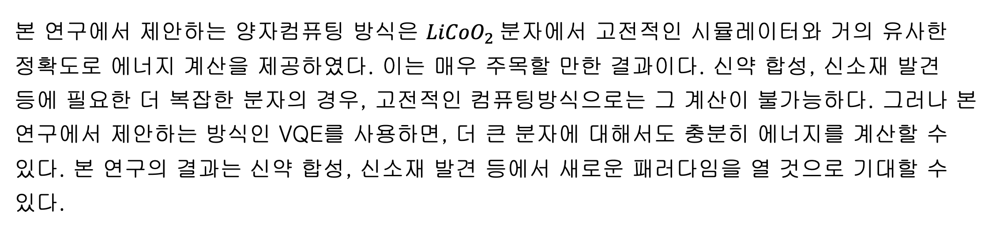 본 연구에서 제안하는 양자컴퓨팅 방식은 LiCoO₂ 분자에서 고전적인 시뮬레이터와 거의 유사한
정확도로 에너지 계산을 제공하였다. 이는 매우 주목할 만한 결과이다. 신약 합성, 신소재 발견
등에 필요한 더 복잡한 분자의 경우, 고전적인 컴퓨팅방식으로는 그 계산이 불가능하다. 그러나 본
연구에서 제안하는 방식인 VQE를 사용하면, 더 큰 분자에 대해서도 충분히 에너지를 계산할 수
있다. 본 연구의 결과는 신약 합성, 신소재 발견 등에서 새로운 패러다임을 열 것으로 기대할 수
있다.